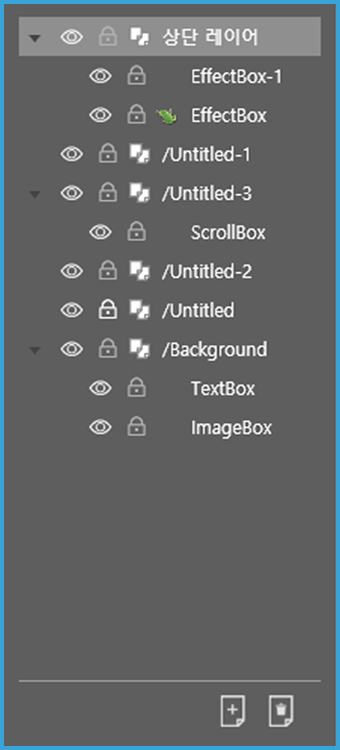 상단 레이어
EffectBox-1
EffectBox
/Untitled-1
/Untitled-3
ScrollBox
/Untitled-2
/Untitled
/Background
TextBox
ImageBox